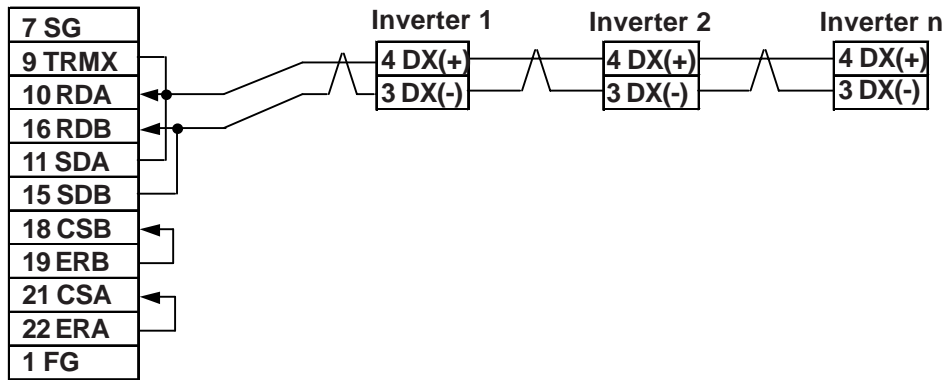 7 SG
9 TRMX
10 RDA
16 RDB
11 SDA
15 SDB
18 CSB
19 ERB
21 CSA
22 ERA
1 FG
Inverter 1
4 DX(+)
3 DX(-)
Inverter 2
4 DX(+)
3 DX(-)
Inverter n
4 DX(+)
3 DX(-)